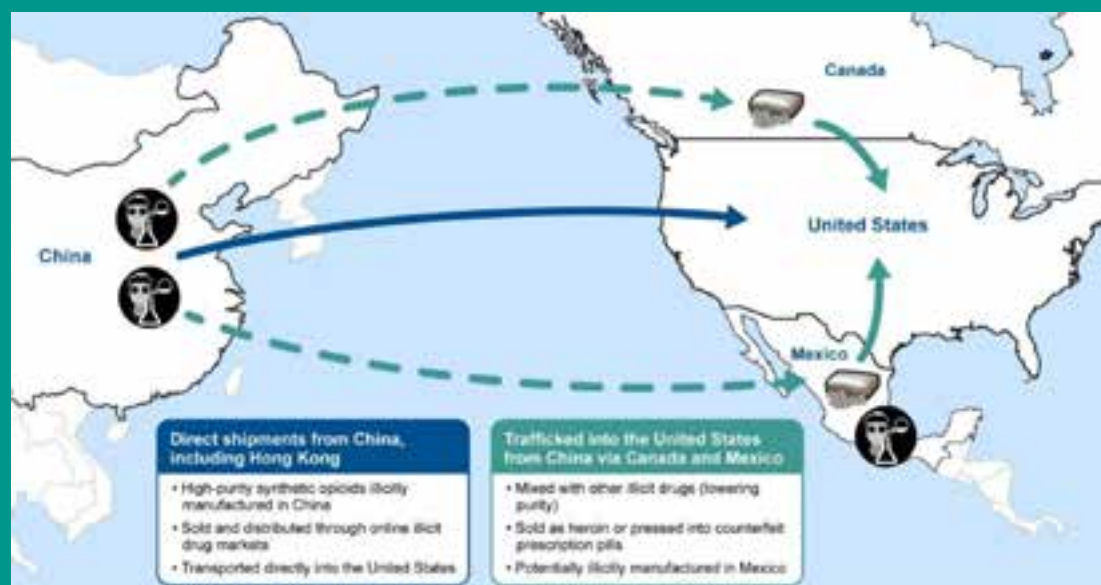 Canada
China
United States
Mexico
Direct shipments from China,
including Hong Kong
• High-purity synthetic opioids illicitly
manufactured in China
• Sold and distributed through online illicit
drug markets
• Transported directly into the United States
Trafficked into the United States
from China via Canada and Mexico
• Mixed with other illicit drugs (lowering
purity)
• Sold as heroin or pressed into counterfeit
prescription pills
• Potentially illicitly manufactured in Mexico